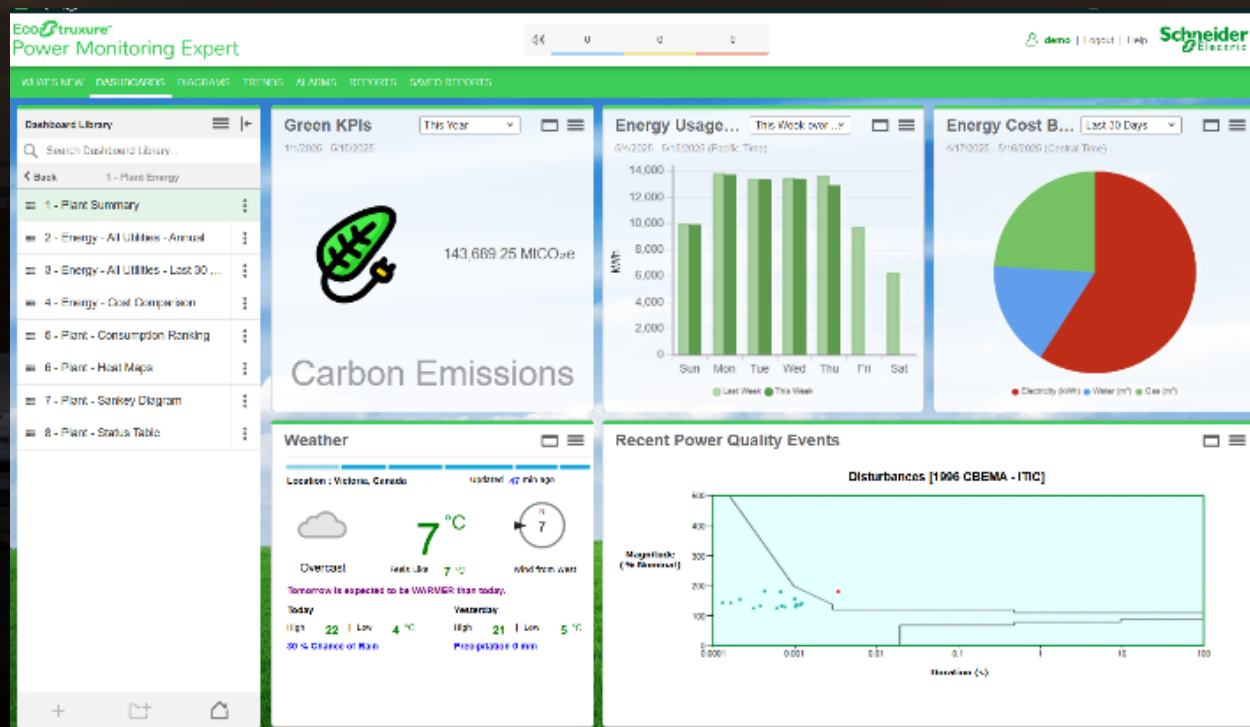 EcoStruxure™
Power Monitoring Expert
0 0 0
demo | Logout | Help
Schneider
Electric
WHAT'S NEW DASHBOARDS DIAGRAMS TRENDS ALARMS REPORTS SAVED REPORTS
Dashboard Library
Search Dashboard Library...
Back
1 - Plant Energy
1 - Plant Summary
2 - Energy - All Utilities - Annual
3 - Energy - All Utilities - Last 30 ...
4 - Energy - Cost Comparison
5 - Plant - Consumption Ranking
6 - Plant - Heat Maps
7 - Plant - Sankey Diagram
8 - Plant - Status Table
Green KPIs
This Year
143,689.25
Carbon Emissions
Energy Usage...
This Week over ...
(Pacific Time)
14,000
12,000
10,000
8,000
6,000
4,000
2,000
0
kWh
Sun Mon Tue Wed Thu Fri Sat
Last Week This Week
Energy Cost B...
Last 30 Days
(Central Time)
Electricity (kWh) Water (m³) Gas (m³)
Weather
Location : Victoria, Canada
updated 47 min ago
7 °C
N
7
Overcast
Feels Like 7 °C
Wind from West
Tomorrow is expected to be WARMER than today.
Today
High 22 | Low 4 °C
% Chance of Rain
Yesterday
High 21 | Low 5 °C
Precipitation 0 mm
Recent Power Quality Events
Disturbances [1996 CBEMA - ITIC]
Magnitude
(% Nominal)
500
400
300
200
100
0
0.0001 0.001 0.01 0.1 1 10 100
Duration (s)